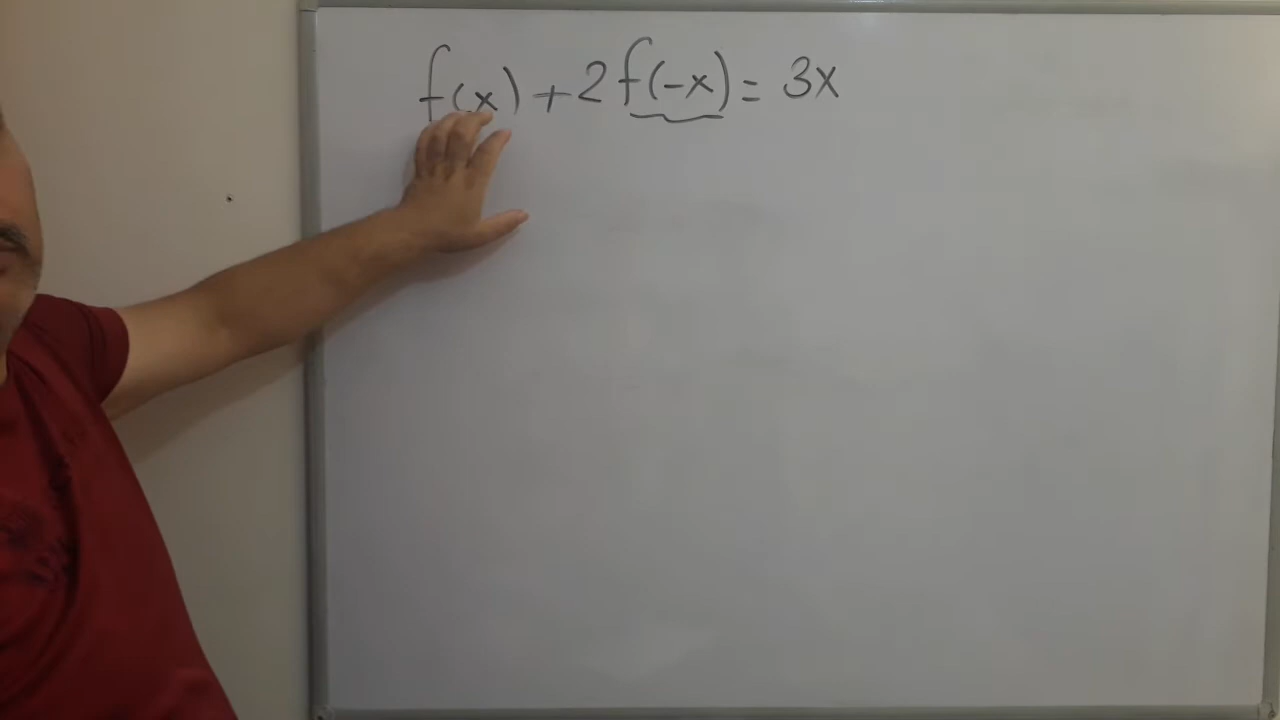 f(x) + 2f(-x) = 3x